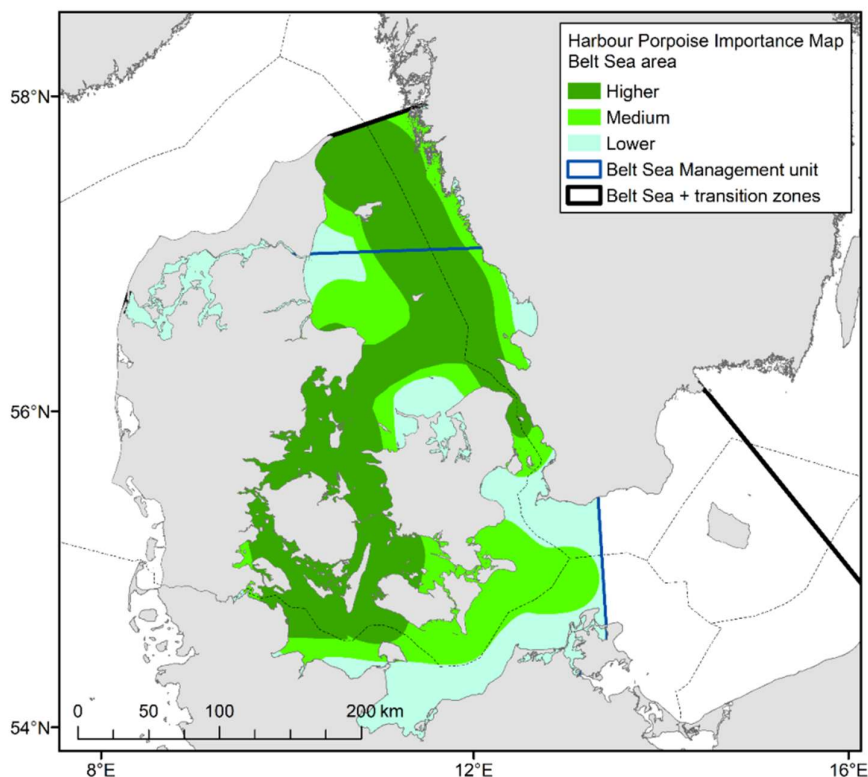 Harbour Porpoise Importance Map
Belt Sea area
Higher
Medium
Lower
Belt Sea Management unit
Belt Sea + transition zones
58°N
56°N
54°N
0 50 100 200 km
8°E 12°E 16°E